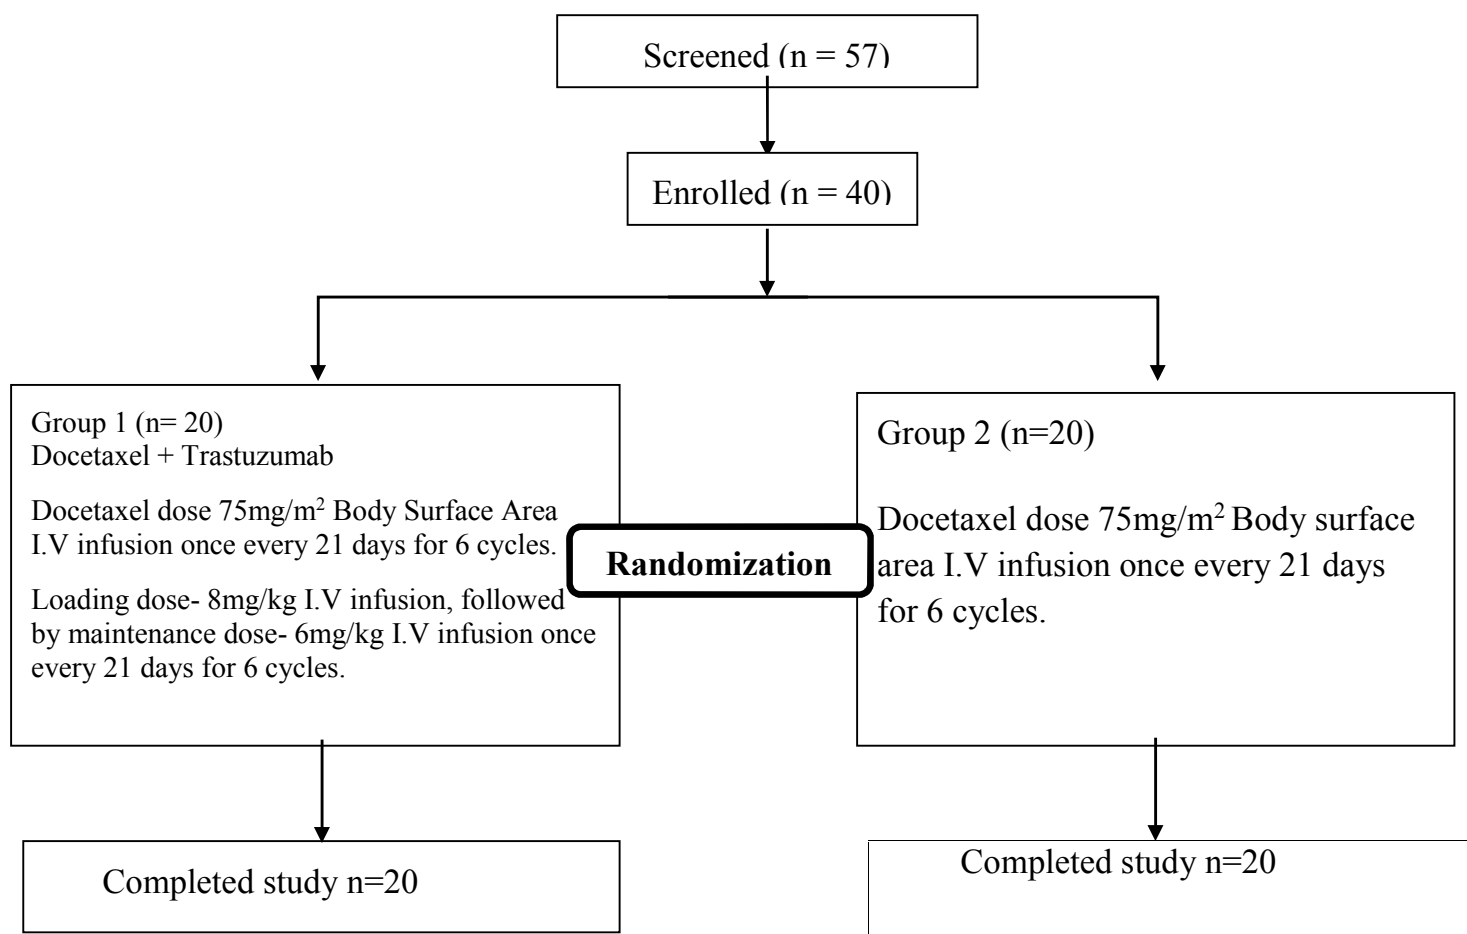 Screened (n = 57)
Enrolled (n = 40)
Group 1 (n= 20)
Docetaxel + Trastuzumab
Docetaxel dose 75mg/m² Body Surface Area
I.V infusion once every 21 days for 6 cycles.
Loading dose- 8mg/kg I.V infusion, followed
by maintenance dose- 6mg/kg I.V infusion once
every 21 days for 6 cycles.
Randomization
Group 2 (n=20)
Docetaxel dose 75mg/m² Body surface
area I.V infusion once every 21 days
for 6 cycles.
Completed study n=20
Completed study n=20